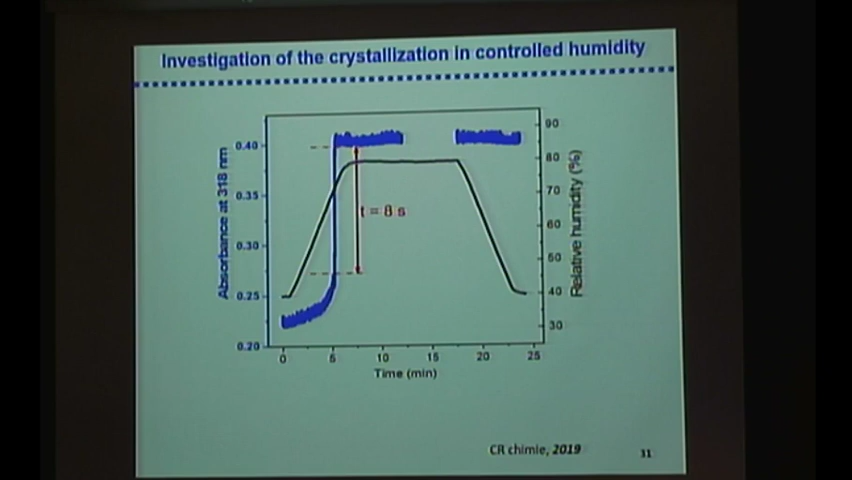 Investigation of the crystallization in controlled humidity
Absorbance at 318 nm
0.40
0.35
0.30
0.25
0.20
t = 8 s
90
80
70
60
50
40
30
Relative humidity (%)
0 5 10 15 20 25
Time (min)
CR chimie, 2019
31